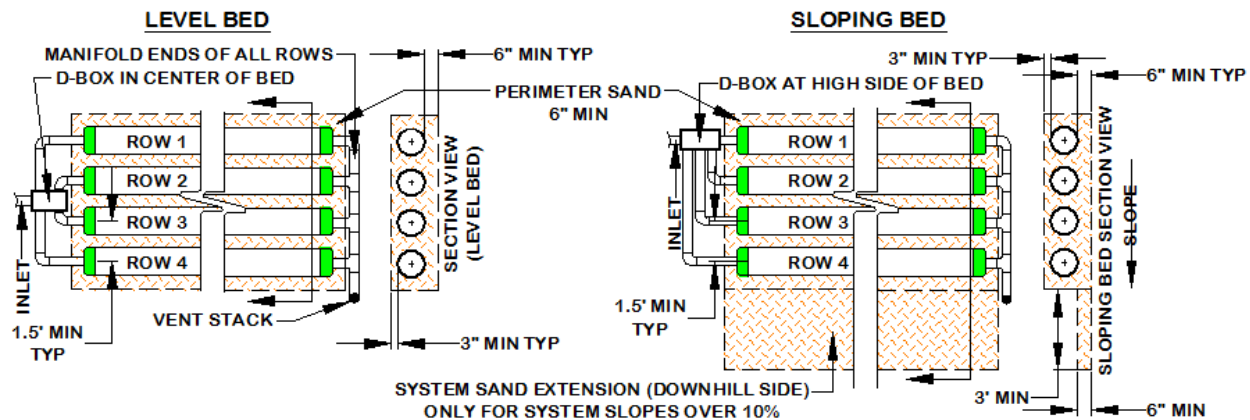 LEVEL BED
MANIFOLD ENDS OF ALL ROWS
D-BOX IN CENTER OF BED
6" MIN TYP
PERIMETER SAND
6" MIN
ROW 1
ROW 2
ROW 3
ROW 4
INLET
1.5' MIN
TYP
VENT STACK
3" MIN TYP
SECTION VIEW
(LEVEL BED)
SLOPING BED
3" MIN TYP
6" MIN TYP
D-BOX AT HIGH SIDE OF BED
ROW 1
ROW 2
ROW 3
ROW 4
INLET
1.5' MIN
TYP
SLOPING BED SECTION VIEW
SLOPE
SYSTEM SAND EXTENSION (DOWNHILL SIDE)
ONLY FOR SYSTEM SLOPES OVER 10%
3' MIN
6" MIN